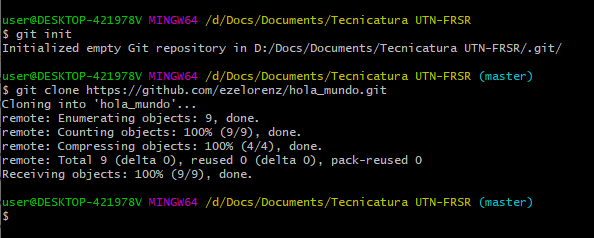 user@DESKTOP-421978V MINGW64 /d/Docs/Documents/Tecnicatura UTN-FRSR
$ git init
Initialized empty Git repository in D:/Docs/Documents/Tecnicatura UTN-FRSR/.git/
user@DESKTOP-421978V MINGW64 /d/Docs/Documents/Tecnicatura UTN-FRSR (master)
$ git clone https://github.com/ezelorenz/hola_mundo.git
Cloning into 'hola_mundo'...
remote: Enumerating objects: 9, done.
remote: Counting objects: 100% (9/9), done.
remote: Compressing objects: 100% (4/4), done.
remote: Total 9 (delta 0), reused 0 (delta 0), pack-reused 0
Receiving objects: 100% (9/9), done.
user@DESKTOP-421978V MINGW64 /d/Docs/Documents/Tecnicatura UTN-FRSR (master)
$